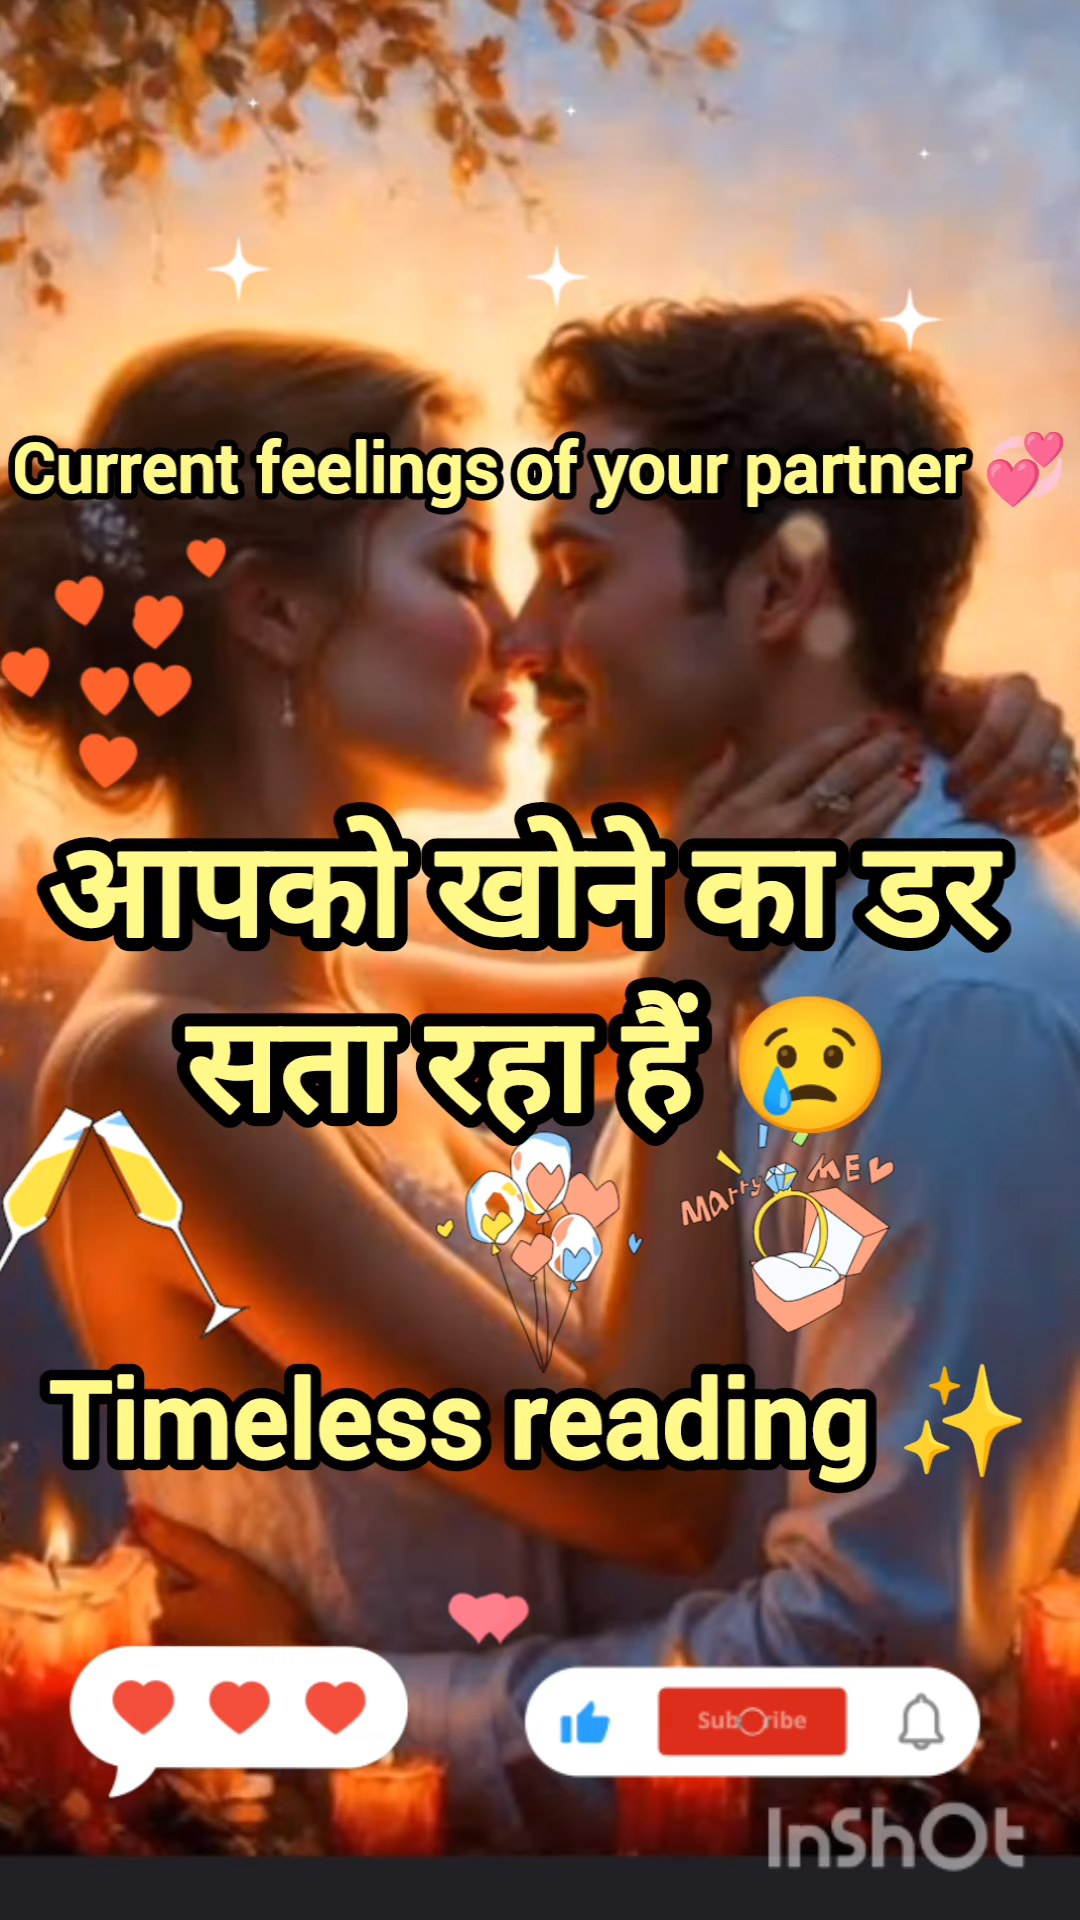 Current feelings of your partner 💞
आपको खोने का डर
सता रहा हैं 😢
Marry ME
Timeless reading ✨
Subscribe
InShOt